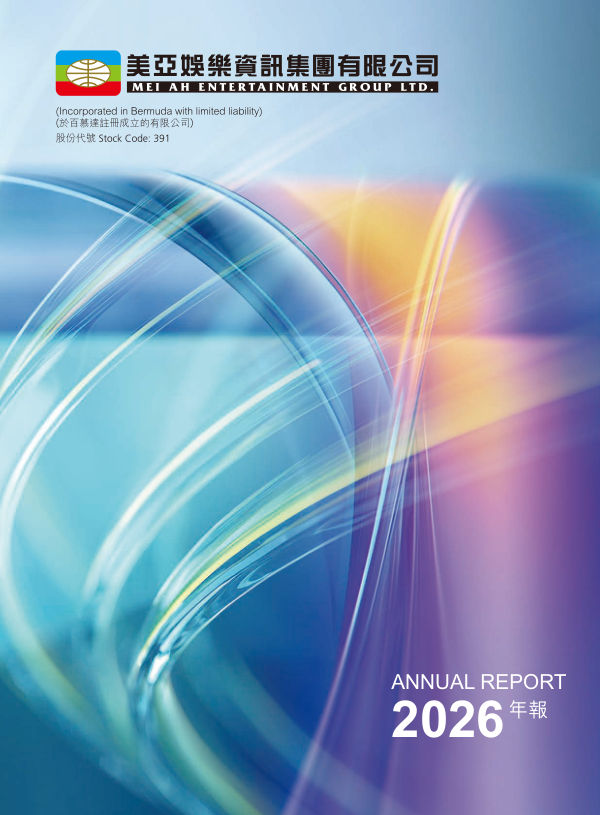 美亞娛樂資訊集團有限公司
MEI AH ENTERTAINMENT GROUP LTD.
(Incorporated in Bermuda with limited liability)
(於百慕達註冊成立的有限公司)
股份代號 Stock Code: 391
ANNUAL REPORT
2026 年報